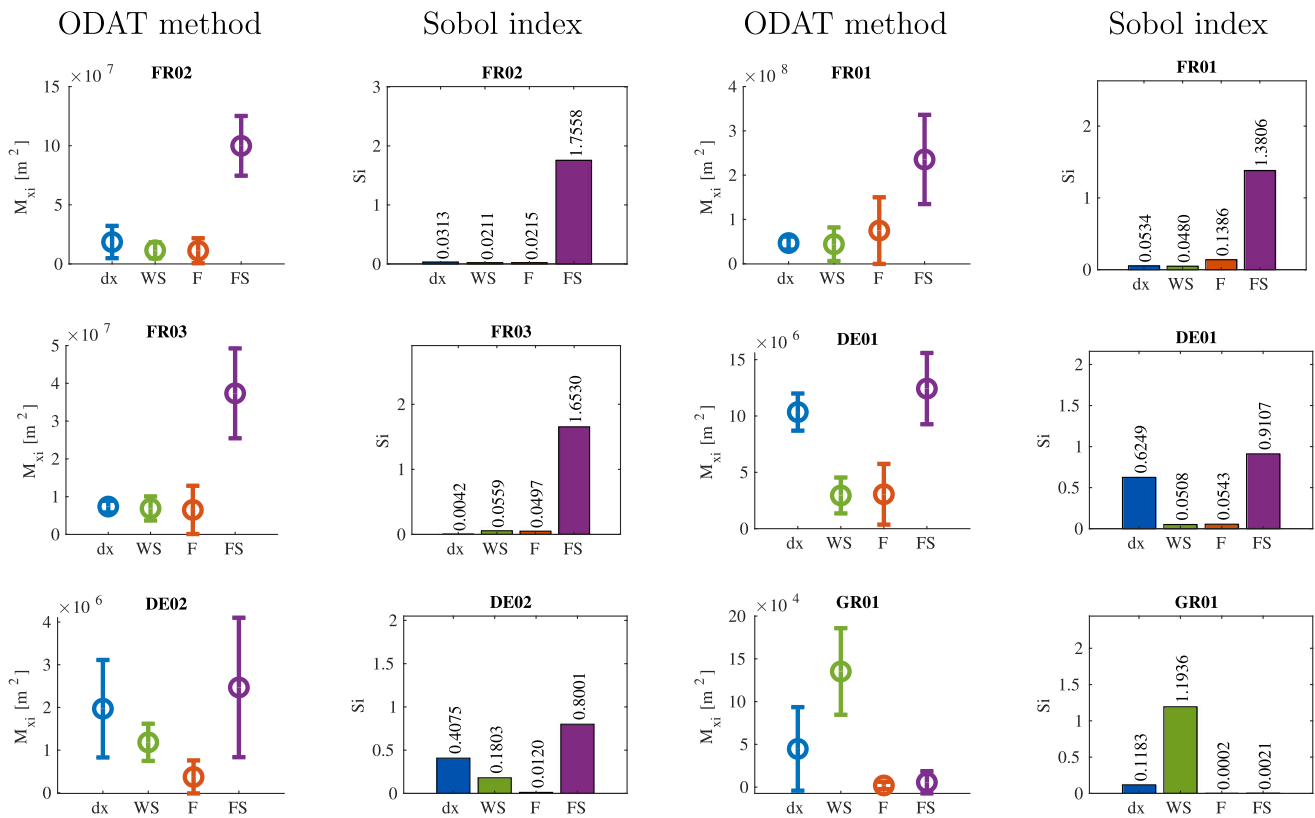 ODAT method
Sobol index
ODAT method
Sobol index
×10 7
FR02
15
10
5
0
M xi [m 2 ]
dx WS F FS
FR02
3
2
1
0
Si
0.0313
0.0211
0.0215
1.7558
dx WS F FS
×10 8
FR01
4
3
2
1
0
M xi [m 2 ]
dx WS F FS
FR01
2
1
0
Si
0.0534
0.0480
0.1386
1.3806
dx WS F FS
×10 7
FR03
5
4
3
2
1
0
M xi [m 2 ]
dx WS F FS
FR03
2
1
0
Si
0.0042
0.0559
0.0497
1.6530
dx WS F FS
×10 6
DE01
15
10
5
0
M xi [m 2 ]
dx WS F FS
DE01
2
1.5
1
0.5
0
Si
0.6249
0.0508
0.0543
0.9107
dx WS F FS
×10 6
DE02
4
3
2
1
0
M xi [m 2 ]
dx WS F FS
DE02
2
1.5
1
0.5
0
Si
0.4075
0.1803
0.0120
0.8001
dx WS F FS
×10 4
GR01
20
15
10
5
0
M xi [m 2 ]
dx WS F FS
GR01
2
1.5
1
0.5
0
Si
0.1183
1.1936
0.0002
0.0021
dx WS F FS